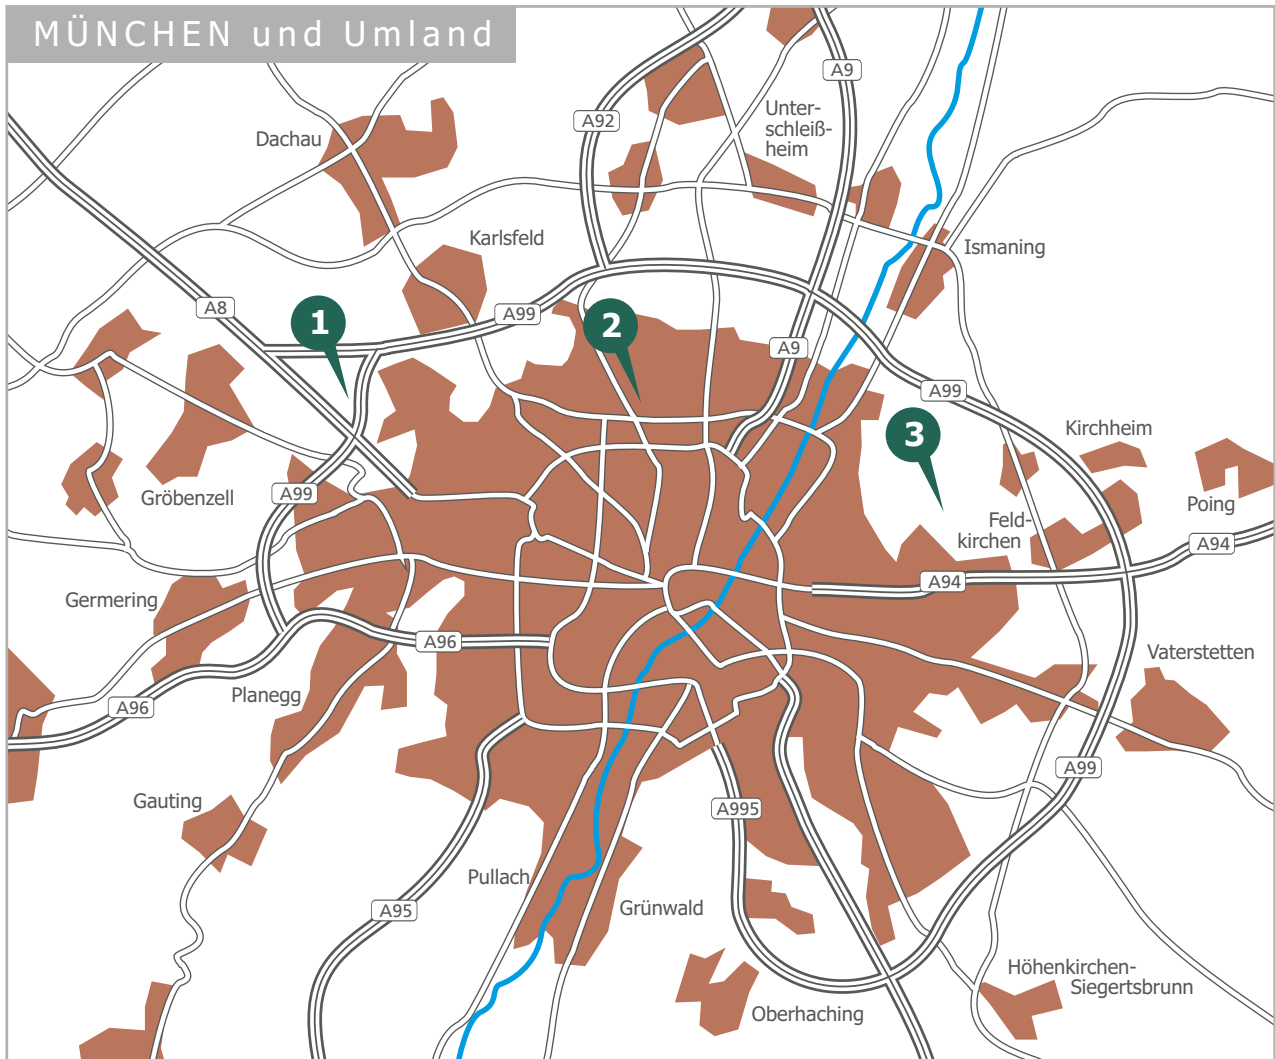 MÜNCHEN und Umland
A9
A92
Unter-
schleiß-
heim
Dachau
Karlsfeld
Ismaning
A8
A99
1
2
A9
A99
3
Kirchheim
Gröbenzell
A99
Poing
Feld-
kirchen
A94
A94
Germering
A96
Vaterstetten
Planegg
A96
A99
Gauting
A995
Pullach
A95
Grünwald
Höhenkirchen-
Siegertsbrunn
Oberhaching